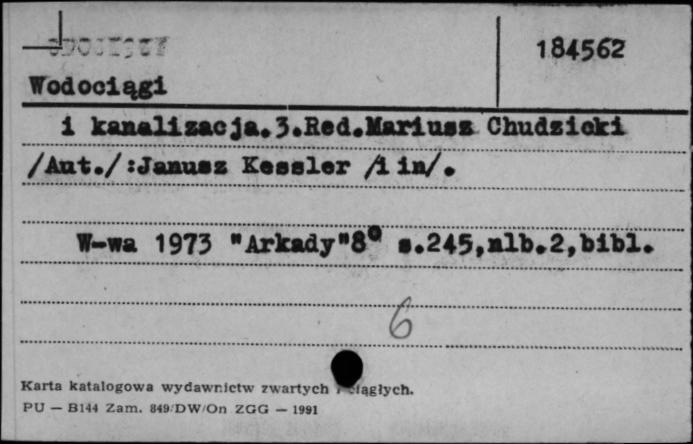 184562
Wodociągi
i kanalizacja.3.Red.Mariusz Chudzicki
/Aut./:Janusz Kessler /i in/.
W-wa 1973 "Arkady"8° s.245,nlb.2,bibl.
6
Karta katalogowa wydawnictw zwartych i ciągłych.
PU — B144 Zam. 849/DW/On ZGG — 1991